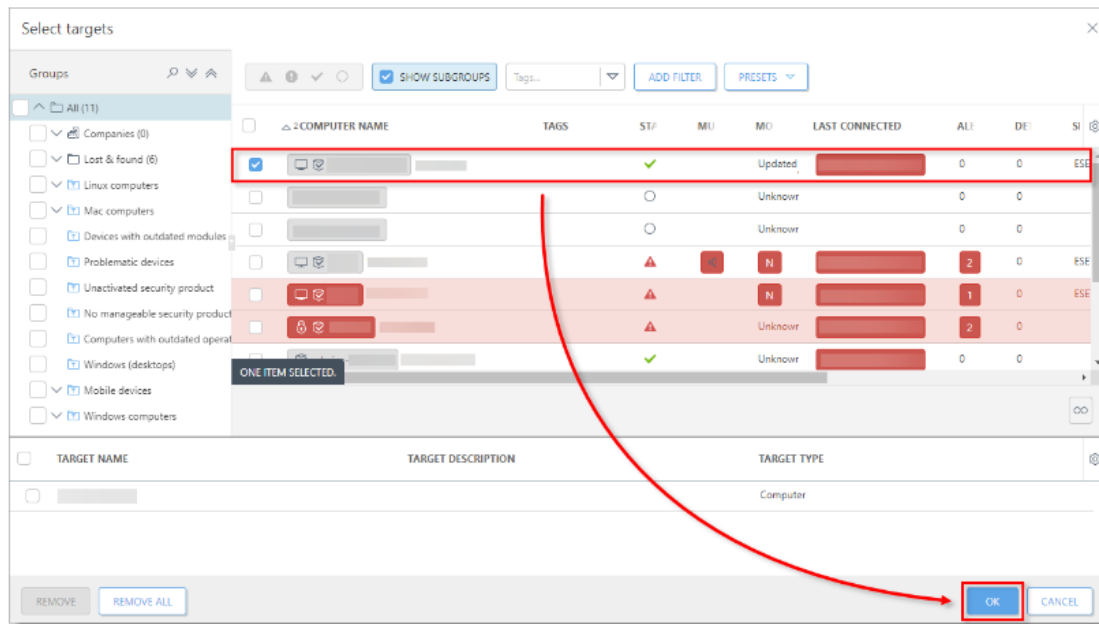 Select targets
Groups
SHOW SUBGROUPS
Tags...
ADD FILTER
PRESETS
All (11)
Companies (0)
Lost & found (6)
Linux computers
Mac computers
Devices with outdated modules
Problematic devices
Unactivated security product
No manageable security product
Computers with outdated operat
Windows (desktops)
Mobile devices
Windows computers
2 COMPUTER NAME TAGS STA MU MO LAST CONNECTED ALE DET SI
Updated 0 0 ESE
Unknowr 0 0
Unknowr 0 0
N 2 0 ESE
N 1 0 ESE
Unknowr 2 0
Unknowr 0 0
ONE ITEM SELECTED.
TARGET NAME TARGET DESCRIPTION TARGET TYPE
Computer
REMOVE REMOVE ALL OK CANCEL